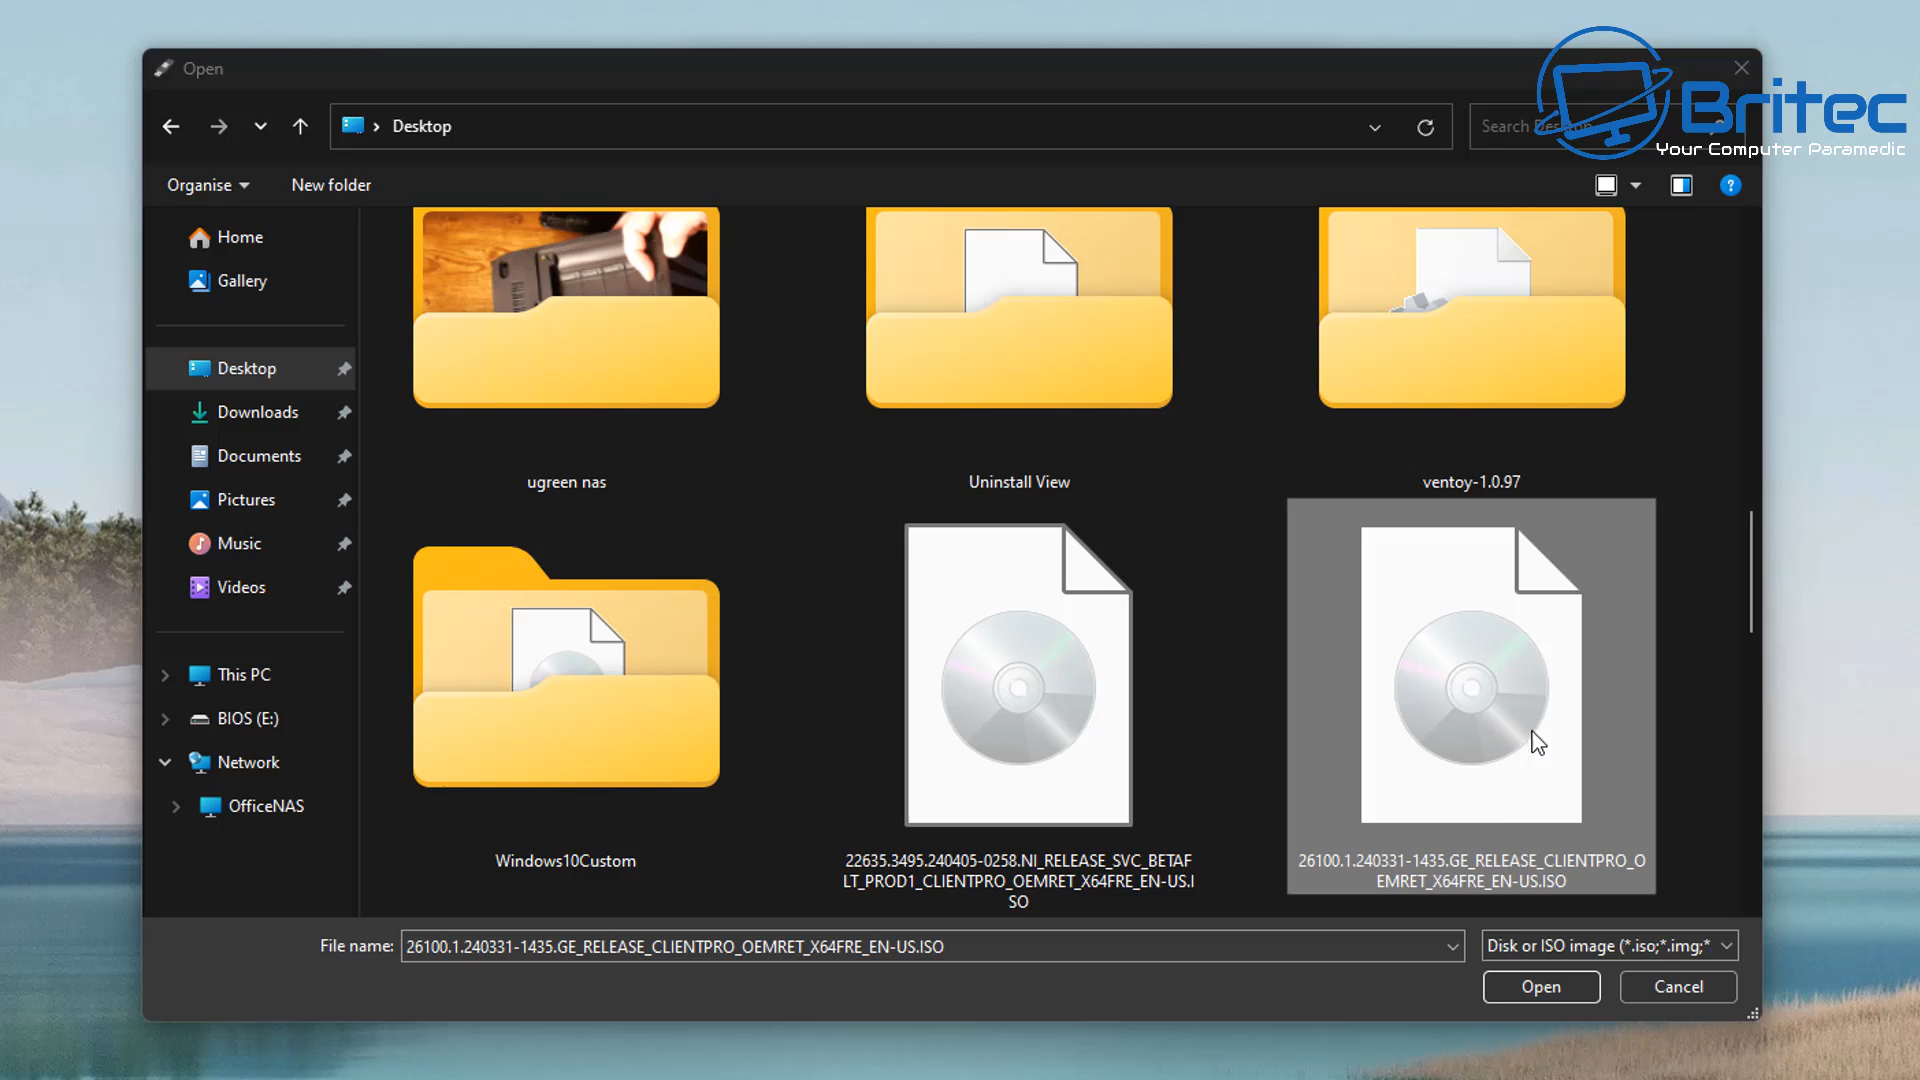 Open
Desktop
Search Desktop
Britec
Your Computer Paramedic
Organise
New folder
Home
Gallery
Desktop
Downloads
Documents
Pictures
Music
Videos
This PC
BIOS (E:)
Network
OfficeNAS
ugreen nas
Uninstall View
ventoy-1.0.97
Windows10Custom
22635.3495.240405-0258.NI_RELEASE_SVC_BETAF
LT_PROD1_CLIENTPRO_OEMRET_X64FRE_EN-US.I
SO
26100.1.240331-1435.GE_RELEASE_CLIENTPRO_O
EMRET_X64FRE_EN-US.ISO
File name: 26100.1.240331-1435.GE_RELEASE_CLIENTPRO_OEMRET_X64FRE_EN-US.ISO
Disk or ISO image (*.iso;*.img;*
Open
Cancel